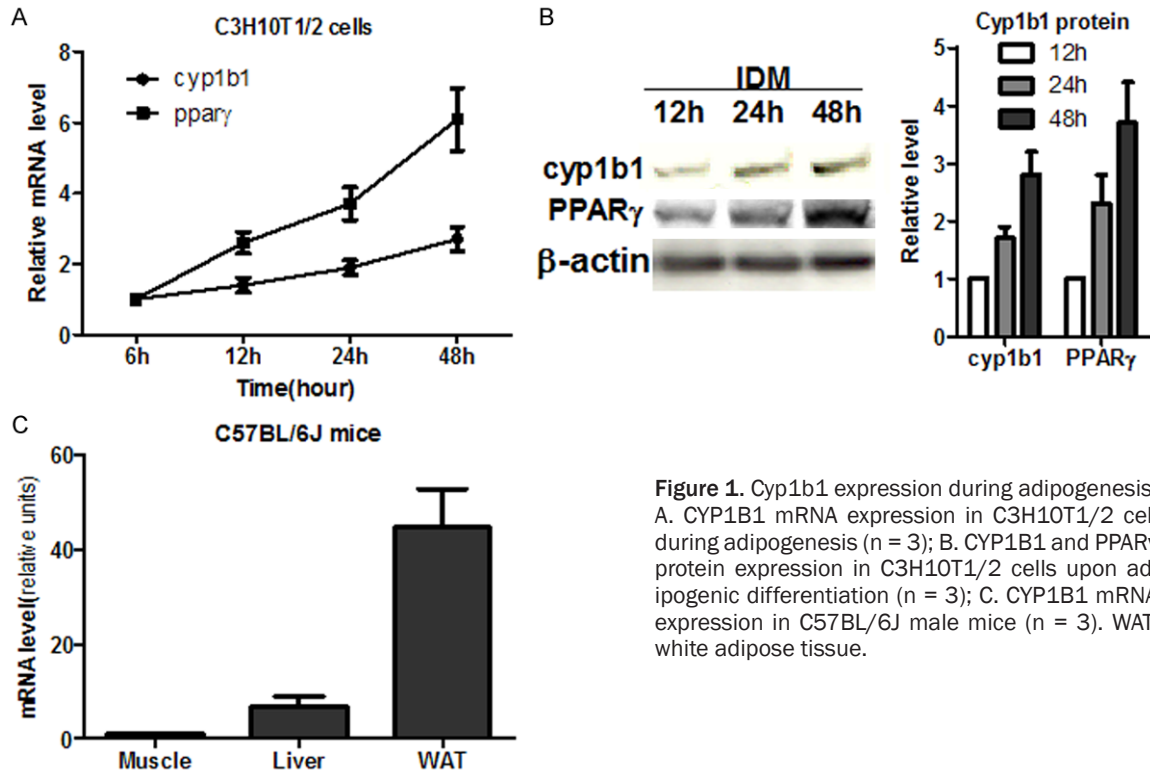 A
C3H10T1/2 cells
8
6
4
2
0
Relative mRNA level
cyp1b1
pparγ
6h 12h 24h 48h
Time(hour)
B
IDM
12h 24h 48h
cyp1b1
PPARγ
β-actin
Cyp1b1 protein
5
4
3
2
1
0
Relative level
12h
24h
48h
cyp1b1 PPARγ
C
C57BL/6J mice
60
40
20
0
mRNA level(relative units)
Muscle Liver WAT
Figure 1. Cyp1b1 expression during adipogenesis
A. CYP1B1 mRNA expression in C3H10T1/2 cel
during adipogenesis (n = 3); B. CYP1B1 and PPARγ
protein expression in C3H10T1/2 cells upon ad-
ipogenic differentiation (n = 3); C. CYP1B1 mRNA
expression in C57BL/6J male mice (n = 3). WAT
white adipose tissue.